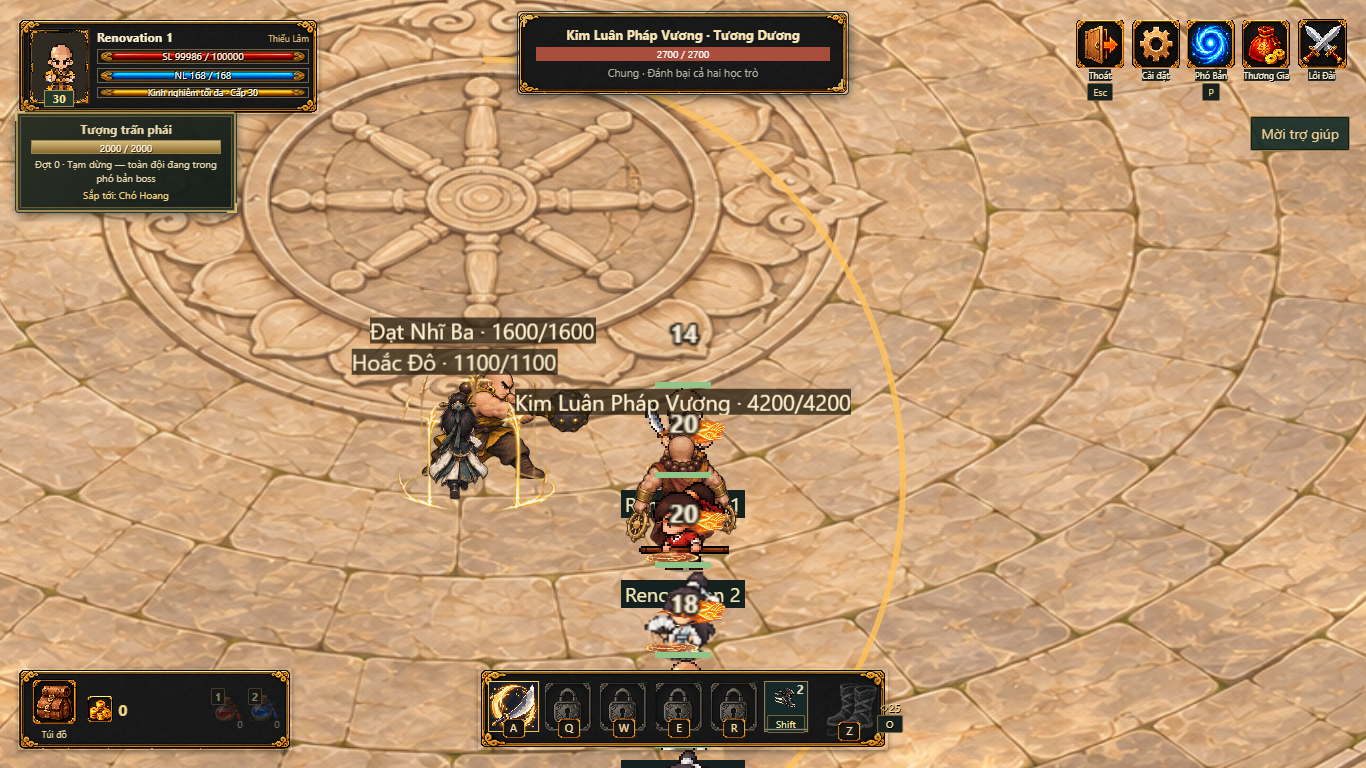 Renovation 1
Thiếu Lâm
SL 99986 / 100000
NL 168 / 168
Kinh nghiệm tối đa · Cấp 30
30
Tượng trấn phái
2000 / 2000
Đợt 0 · Tạm dừng — toàn đội đang trong
phó bản boss
Sắp tới: Chó Hoang
Kim Luân Pháp Vương · Tương Dương
2700 / 2700
Chung · Đánh bại cả hai học trò
Thoát
Cài đặt
Phó Bản
Thương Gia
Lôi Đài
Esc
P
Mời trợ giúp
Đạt Nhĩ Ba · 1600/1600
14
Hoắc Đô · 1100/1100
Kim Luân Pháp Vương · 4200/4200
20
1
20
2
18
Túi đồ
0
1
0
2
0
A
Q
W
E
R
2
Shift
Z
25
O